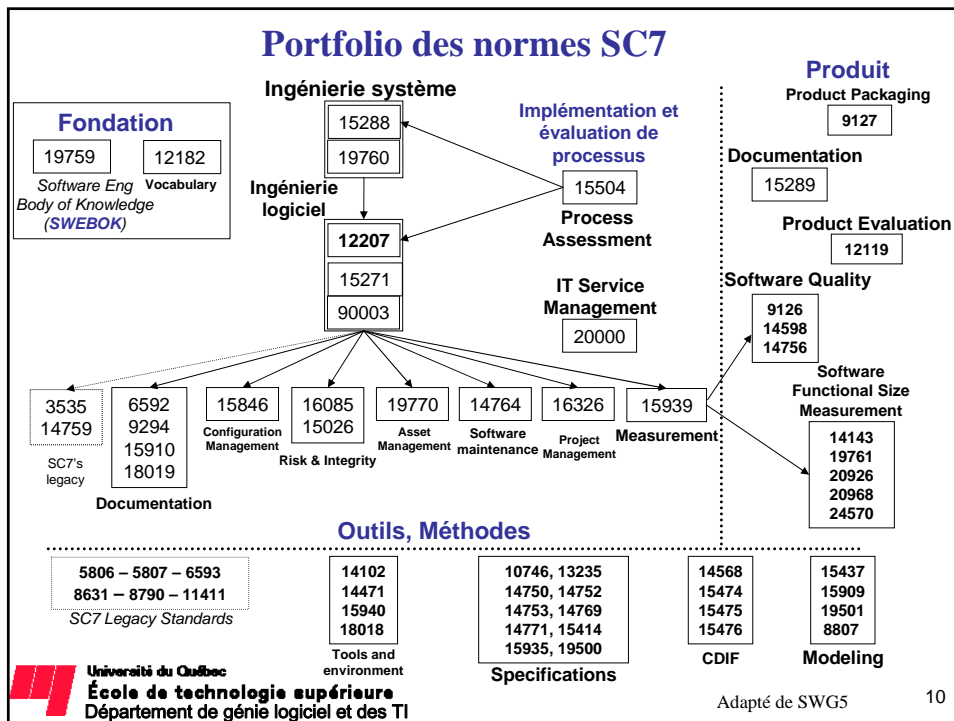 Portfolio des normes SC7
Fondation
19759
12182
Software Eng
Body of Knowledge
(SWEBOK)
Vocabulary
Ingénierie système
15288
19760
Ingénierie
logiciel
12207
15271
90003
Implémentation et
évaluation de
processus
15504
Process
Assessment
IT Service
Management
20000
Produit
Product Packaging
9127
Documentation
15289
Product Evaluation
12119
Software Quality
9126
14598
14756
Software
Functional Size
Measurement
14143
19761
20926
20968
24570
3535
14759
SC7's
legacy
6592
9294
15910
18019
Documentation
15846
Configuration
Management
16085
15026
Risk & Integrity
19770
Asset
Management
14764
Software
maintenance
16326
Project
Management
15939
Measurement
Outils, Méthodes
5806 – 5807 – 6593
8631 – 8790 – 11411
SC7 Legacy Standards
14102
14471
15940
18018
Tools and
environment
10746, 13235
14750, 14752
14753, 14769
14771, 15414
15935, 19500
Specifications
14568
15474
15475
15476
CDIF
15437
15909
19501
8807
Modeling
Université du Québec
École de technologie supérieure
Département de génie logiciel et des TI
Adapté de SWG5
10